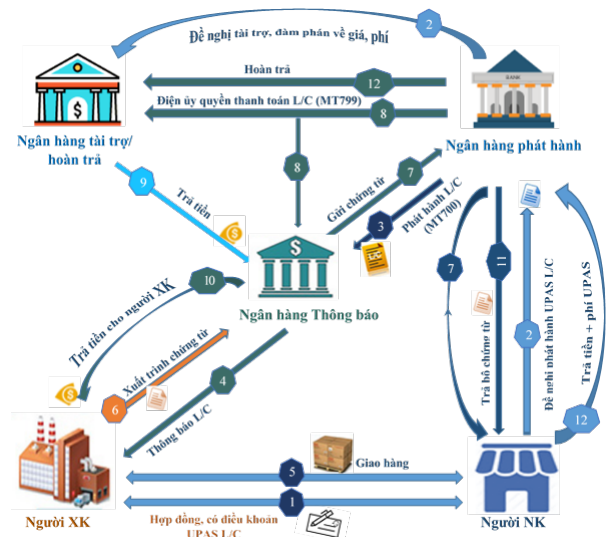 2
Đề nghị tài trợ, đàm phán về giá, phí
Hoàn trả
12
BANK
Điện ủy quyền thanh toán L/C (MT799)
8
Ngân hàng tài trợ/
hoàn trả
Ngân hàng phát hành
9
Trả tiền
8
7
Gửi chứng từ
3
Phát hành L/C
(MT700)
L/C
10
Ngân hàng Thông báo
Trả tiền cho người XK
7
11
Trả bộ chứng từ
2
Đề nghị phát hành UPAS L/C
Trả tiền + phí UPAS
12
6
Xuất trình chứng từ
4
Thông báo L/C
5
Giao hàng
1
Người XK
Hợp đồng, có điều khoản
UPAS L/C
Người NK